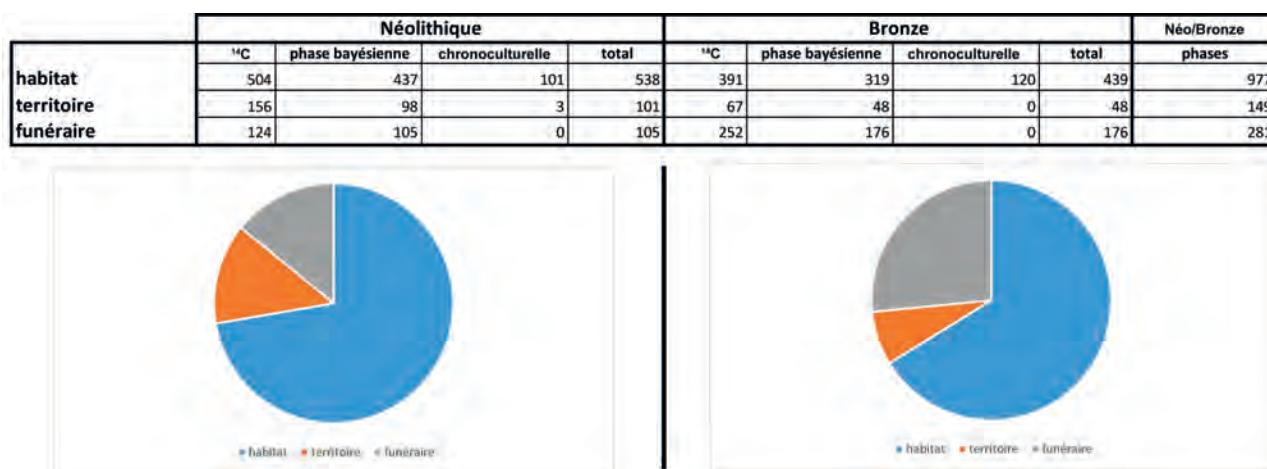 Néolithique Bronze Néo/Bronze
¹⁴C phase bayésienne chronoculturelle total ¹⁴C phase bayésienne chronoculturelle total phases
habitat 504 437 101 538 391 319 120 439 977
territoire 156 98 3 101 67 48 0 48 149
funéraire 124 105 0 105 252 176 0 176 281
habitat territoire funéraire
habitat territoire funéraire